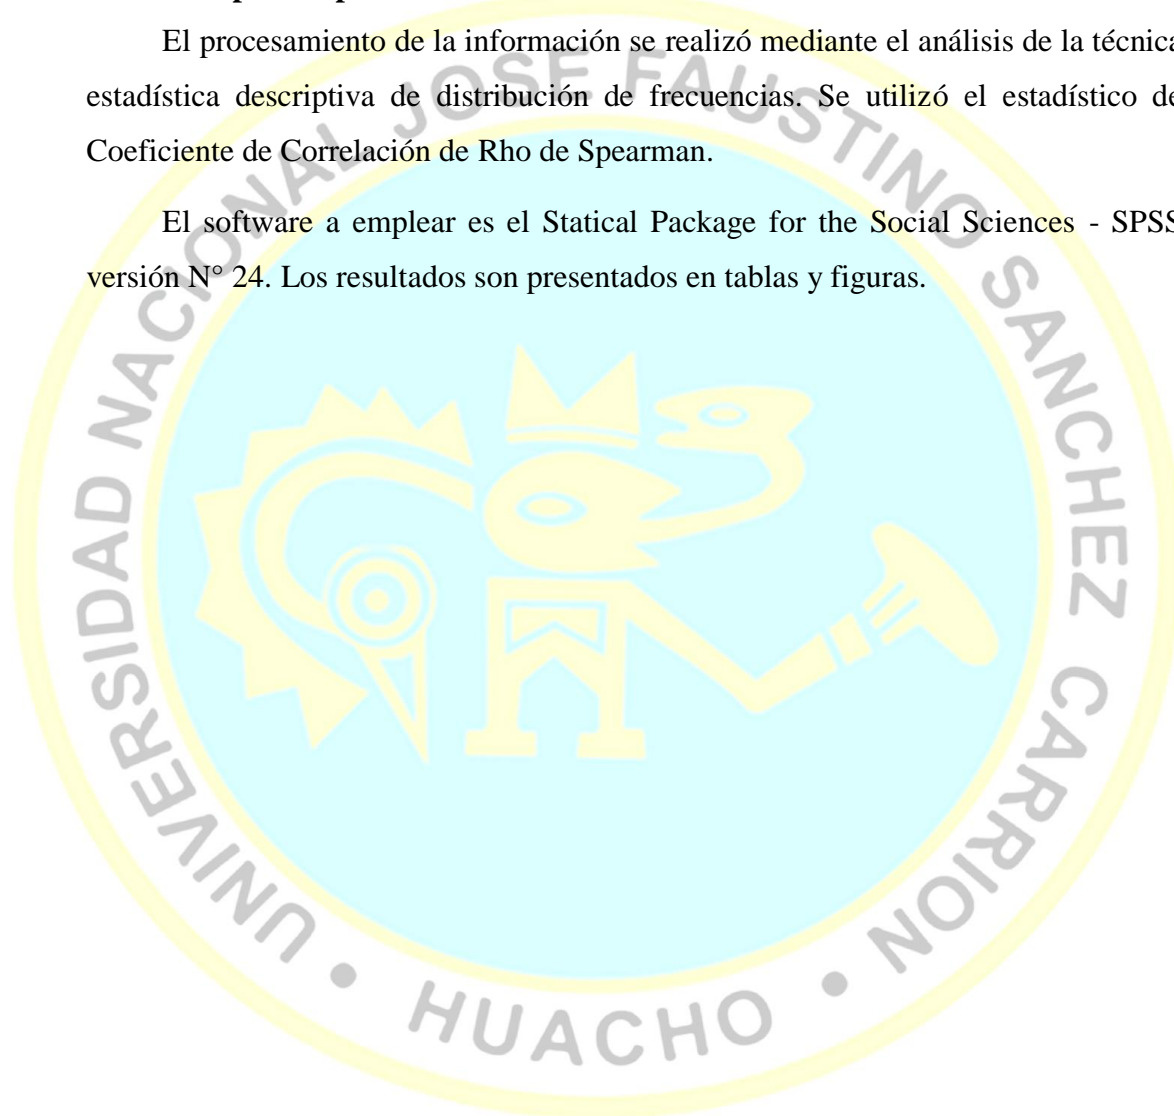 El procesamiento de la información se realizó mediante el análisis de la técnica
estadística descriptiva de distribución de frecuencias. Se utilizó el estadístico de
Coeficiente de Correlación de Rho de Spearman.
El software a emplear es el Statical Package for the Social Sciences - SPSS
versión N° 24. Los resultados son presentados en tablas y figuras.
UNIVERSIDAD NACIONAL JOSE FAUSTINO SANCHEZ CARRION
• HUACHO •